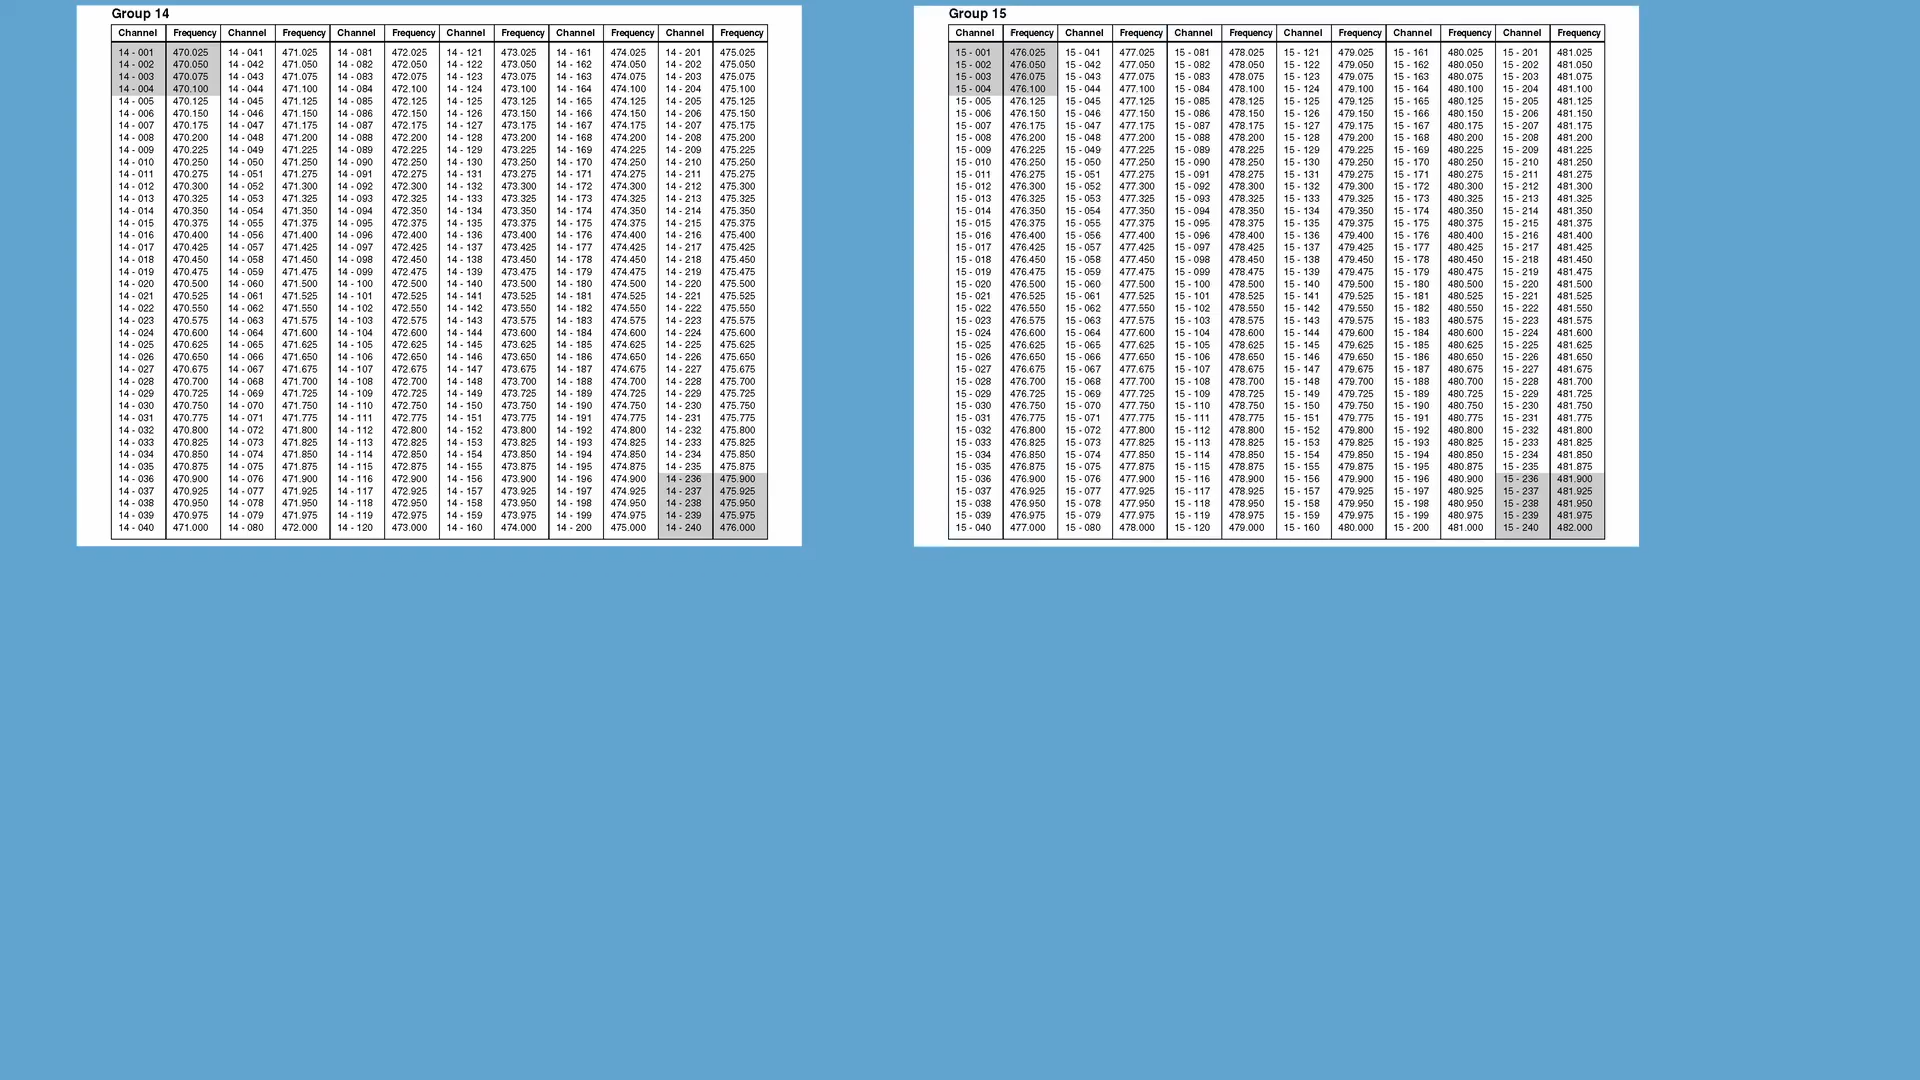 Group 14
Channel Frequency Channel Frequency Channel Frequency Channel Frequency Channel Frequency Channel Frequency
14 - 001 470.025 14 - 041 471.025 14 - 081 472.025 14 - 121 473.025 14 - 161 474.025 14 - 201 475.025
14 - 002 470.050 14 - 042 471.050 14 - 082 472.050 14 - 122 473.050 14 - 162 474.050 14 - 202 475.050
14 - 003 470.075 14 - 043 471.075 14 - 083 472.075 14 - 123 473.075 14 - 163 474.075 14 - 203 475.075
14 - 004 470.100 14 - 044 471.100 14 - 084 472.100 14 - 124 473.100 14 - 164 474.100 14 - 204 475.100
14 - 005 470.125 14 - 045 471.125 14 - 085 472.125 14 - 125 473.125 14 - 165 474.125 14 - 205 475.125
14 - 006 470.150 14 - 046 471.150 14 - 086 472.150 14 - 126 473.150 14 - 166 474.150 14 - 206 475.150
14 - 007 470.175 14 - 047 471.175 14 - 087 472.175 14 - 127 473.175 14 - 167 474.175 14 - 207 475.175
14 - 008 470.200 14 - 048 471.200 14 - 088 472.200 14 - 128 473.200 14 - 168 474.200 14 - 208 475.200
14 - 009 470.225 14 - 049 471.225 14 - 089 472.225 14 - 129 473.225 14 - 169 474.225 14 - 209 475.225
14 - 010 470.250 14 - 050 471.250 14 - 090 472.250 14 - 130 473.250 14 - 170 474.250 14 - 210 475.250
14 - 011 470.275 14 - 051 471.275 14 - 091 472.275 14 - 131 473.275 14 - 171 474.275 14 - 211 475.275
14 - 012 470.300 14 - 052 471.300 14 - 092 472.300 14 - 132 473.300 14 - 172 474.300 14 - 212 475.300
14 - 013 470.325 14 - 053 471.325 14 - 093 472.325 14 - 133 473.325 14 - 173 474.325 14 - 213 475.325
14 - 014 470.350 14 - 054 471.350 14 - 094 472.350 14 - 134 473.350 14 - 174 474.350 14 - 214 475.350
14 - 015 470.375 14 - 055 471.375 14 - 095 472.375 14 - 135 473.375 14 - 175 474.375 14 - 215 475.375
14 - 016 470.400 14 - 056 471.400 14 - 096 472.400 14 - 136 473.400 14 - 176 474.400 14 - 216 475.400
14 - 017 470.425 14 - 057 471.425 14 - 097 472.425 14 - 137 473.425 14 - 177 474.425 14 - 217 475.425
14 - 018 470.450 14 - 058 471.450 14 - 098 472.450 14 - 138 473.450 14 - 178 474.450 14 - 218 475.450
14 - 019 470.475 14 - 059 471.475 14 - 099 472.475 14 - 139 473.475 14 - 179 474.475 14 - 219 475.475
14 - 020 470.500 14 - 060 471.500 14 - 100 472.500 14 - 140 473.500 14 - 180 474.500 14 - 220 475.500
14 - 021 470.525 14 - 061 471.525 14 - 101 472.525 14 - 141 473.525 14 - 181 474.525 14 - 221 475.525
14 - 022 470.550 14 - 062 471.550 14 - 102 472.550 14 - 142 473.550 14 - 182 474.550 14 - 222 475.550
14 - 023 470.575 14 - 063 471.575 14 - 103 472.575 14 - 143 473.575 14 - 183 474.575 14 - 223 475.575
14 - 024 470.600 14 - 064 471.600 14 - 104 472.600 14 - 144 473.600 14 - 184 474.600 14 - 224 475.600
14 - 025 470.625 14 - 065 471.625 14 - 105 472.625 14 - 145 473.625 14 - 185 474.625 14 - 225 475.625
14 - 026 470.650 14 - 066 471.650 14 - 106 472.650 14 - 146 473.650 14 - 186 474.650 14 - 226 475.650
14 - 027 470.675 14 - 067 471.675 14 - 107 472.675 14 - 147 473.675 14 - 187 474.675 14 - 227 475.675
14 - 028 470.700 14 - 068 471.700 14 - 108 472.700 14 - 148 473.700 14 - 188 474.700 14 - 228 475.700
14 - 029 470.725 14 - 069 471.725 14 - 109 472.725 14 - 149 473.725 14 - 189 474.725 14 - 229 475.725
14 - 030 470.750 14 - 070 471.750 14 - 110 472.750 14 - 150 473.750 14 - 190 474.750 14 - 230 475.750
14 - 031 470.775 14 - 071 471.775 14 - 111 472.775 14 - 151 473.775 14 - 191 474.775 14 - 231 475.775
14 - 032 470.800 14 - 072 471.800 14 - 112 472.800 14 - 152 473.800 14 - 192 474.800 14 - 232 475.800
14 - 033 470.825 14 - 073 471.825 14 - 113 472.825 14 - 153 473.825 14 - 193 474.825 14 - 233 475.825
14 - 034 470.850 14 - 074 471.850 14 - 114 472.850 14 - 154 473.850 14 - 194 474.850 14 - 234 475.850
14 - 035 470.875 14 - 075 471.875 14 - 115 472.875 14 - 155 473.875 14 - 195 474.875 14 - 235 475.875
14 - 036 470.900 14 - 076 471.900 14 - 116 472.900 14 - 156 473.900 14 - 196 474.900 14 - 236 475.900
14 - 037 470.925 14 - 077 471.925 14 - 117 472.925 14 - 157 473.925 14 - 197 474.925 14 - 237 475.925
14 - 038 470.950 14 - 078 471.950 14 - 118 472.950 14 - 158 473.950 14 - 198 474.950 14 - 238 475.950
14 - 039 470.975 14 - 079 471.975 14 - 119 472.975 14 - 159 473.975 14 - 199 474.975 14 - 239 475.975
14 - 040 471.000 14 - 080 472.000 14 - 120 473.000 14 - 160 474.000 14 - 200 475.000 14 - 240 476.000
Group 15
Channel Frequency Channel Frequency Channel Frequency Channel Frequency Channel Frequency Channel Frequency
15 - 001 476.025 15 - 041 477.025 15 - 081 478.025 15 - 121 479.025 15 - 161 480.025 15 - 201 481.025
15 - 002 476.050 15 - 042 477.050 15 - 082 478.050 15 - 122 479.050 15 - 162 480.050 15 - 202 481.050
15 - 003 476.075 15 - 043 477.075 15 - 083 478.075 15 - 123 479.075 15 - 163 480.075 15 - 203 481.075
15 - 004 476.100 15 - 044 477.100 15 - 084 478.100 15 - 124 479.100 15 - 164 480.100 15 - 204 481.100
15 - 005 476.125 15 - 045 477.125 15 - 085 478.125 15 - 125 479.125 15 - 165 480.125 15 - 205 481.125
15 - 006 476.150 15 - 046 477.150 15 - 086 478.150 15 - 126 479.150 15 - 166 480.150 15 - 206 481.150
15 - 007 476.175 15 - 047 477.175 15 - 087 478.175 15 - 127 479.175 15 - 167 480.175 15 - 207 481.175
15 - 008 476.200 15 - 048 477.200 15 - 088 478.200 15 - 128 479.200 15 - 168 480.200 15 - 208 481.200
15 - 009 476.225 15 - 049 477.225 15 - 089 478.225 15 - 129 479.225 15 - 169 480.225 15 - 209 481.225
15 - 010 476.250 15 - 050 477.250 15 - 090 478.250 15 - 130 479.250 15 - 170 480.250 15 - 210 481.250
15 - 011 476.275 15 - 051 477.275 15 - 091 478.275 15 - 131 479.275 15 - 171 480.275 15 - 211 481.275
15 - 012 476.300 15 - 052 477.300 15 - 092 478.300 15 - 132 479.300 15 - 172 480.300 15 - 212 481.300
15 - 013 476.325 15 - 053 477.325 15 - 093 478.325 15 - 133 479.325 15 - 173 480.325 15 - 213 481.325
15 - 014 476.350 15 - 054 477.350 15 - 094 478.350 15 - 134 479.350 15 - 174 480.350 15 - 214 481.350
15 - 015 476.375 15 - 055 477.375 15 - 095 478.375 15 - 135 479.375 15 - 175 480.375 15 - 215 481.375
15 - 016 476.400 15 - 056 477.400 15 - 096 478.400 15 - 136 479.400 15 - 176 480.400 15 - 216 481.400
15 - 017 476.425 15 - 057 477.425 15 - 097 478.425 15 - 137 479.425 15 - 177 480.425 15 - 217 481.425
15 - 018 476.450 15 - 058 477.450 15 - 098 478.450 15 - 138 479.450 15 - 178 480.450 15 - 218 481.450
15 - 019 476.475 15 - 059 477.475 15 - 099 478.475 15 - 139 479.475 15 - 179 480.475 15 - 219 481.475
15 - 020 476.500 15 - 060 477.500 15 - 100 478.500 15 - 140 479.500 15 - 180 480.500 15 - 220 481.500
15 - 021 476.525 15 - 061 477.525 15 - 101 478.525 15 - 141 479.525 15 - 181 480.525 15 - 221 481.525
15 - 022 476.550 15 - 062 477.550 15 - 102 478.550 15 - 142 479.550 15 - 182 480.550 15 - 222 481.550
15 - 023 476.575 15 - 063 477.575 15 - 103 478.575 15 - 143 479.575 15 - 183 480.575 15 - 223 481.575
15 - 024 476.600 15 - 064 477.600 15 - 104 478.600 15 - 144 479.600 15 - 184 480.600 15 - 224 481.600
15 - 025 476.625 15 - 065 477.625 15 - 105 478.625 15 - 145 479.625 15 - 185 480.625 15 - 225 481.625
15 - 026 476.650 15 - 066 477.650 15 - 106 478.650 15 - 146 479.650 15 - 186 480.650 15 - 226 481.650
15 - 027 476.675 15 - 067 477.675 15 - 107 478.675 15 - 147 479.675 15 - 187 480.675 15 - 227 481.675
15 - 028 476.700 15 - 068 477.700 15 - 108 478.700 15 - 148 479.700 15 - 188 480.700 15 - 228 481.700
15 - 029 476.725 15 - 069 477.725 15 - 109 478.725 15 - 149 479.725 15 - 189 480.725 15 - 229 481.725
15 - 030 476.750 15 - 070 477.750 15 - 110 478.750 15 - 150 479.750 15 - 190 480.750 15 - 230 481.750
15 - 031 476.775 15 - 071 477.775 15 - 111 478.775 15 - 151 479.775 15 - 191 480.775 15 - 231 481.775
15 - 032 476.800 15 - 072 477.800 15 - 112 478.800 15 - 152 479.800 15 - 192 480.800 15 - 232 481.800
15 - 033 476.825 15 - 073 477.825 15 - 113 478.825 15 - 153 479.825 15 - 193 480.825 15 - 233 481.825
15 - 034 476.850 15 - 074 477.850 15 - 114 478.850 15 - 154 479.850 15 - 194 480.850 15 - 234 481.850
15 - 035 476.875 15 - 075 477.875 15 - 115 478.875 15 - 155 479.875 15 - 195 480.875 15 - 235 481.875
15 - 036 476.900 15 - 076 477.900 15 - 116 478.900 15 - 156 479.900 15 - 196 480.900 15 - 236 481.900
15 - 037 476.925 15 - 077 477.925 15 - 117 478.925 15 - 157 479.925 15 - 197 480.925 15 - 237 481.925
15 - 038 476.950 15 - 078 477.950 15 - 118 478.950 15 - 158 479.950 15 - 198 480.950 15 - 238 481.950
15 - 039 476.975 15 - 079 477.975 15 - 119 478.975 15 - 159 479.975 15 - 199 480.975 15 - 239 481.975
15 - 040 477.000 15 - 080 478.000 15 - 120 479.000 15 - 160 480.000 15 - 200 481.000 15 - 240 482.000